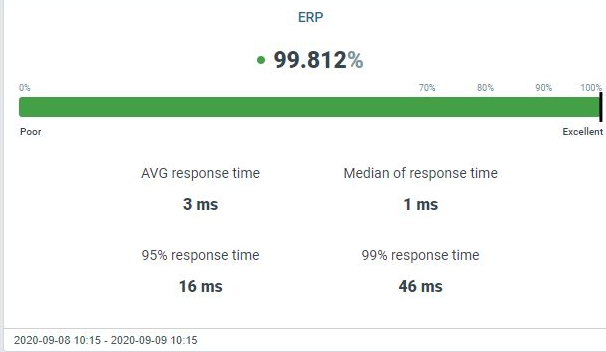 ERP
99.812%
0% 70% 80% 90% 100%
Poor Excellent
AVG response time Median of response time
3 ms 1 ms
95% response time 99% response time
16 ms 46 ms
2020-09-08 10:15 - 2020-09-09 10:15